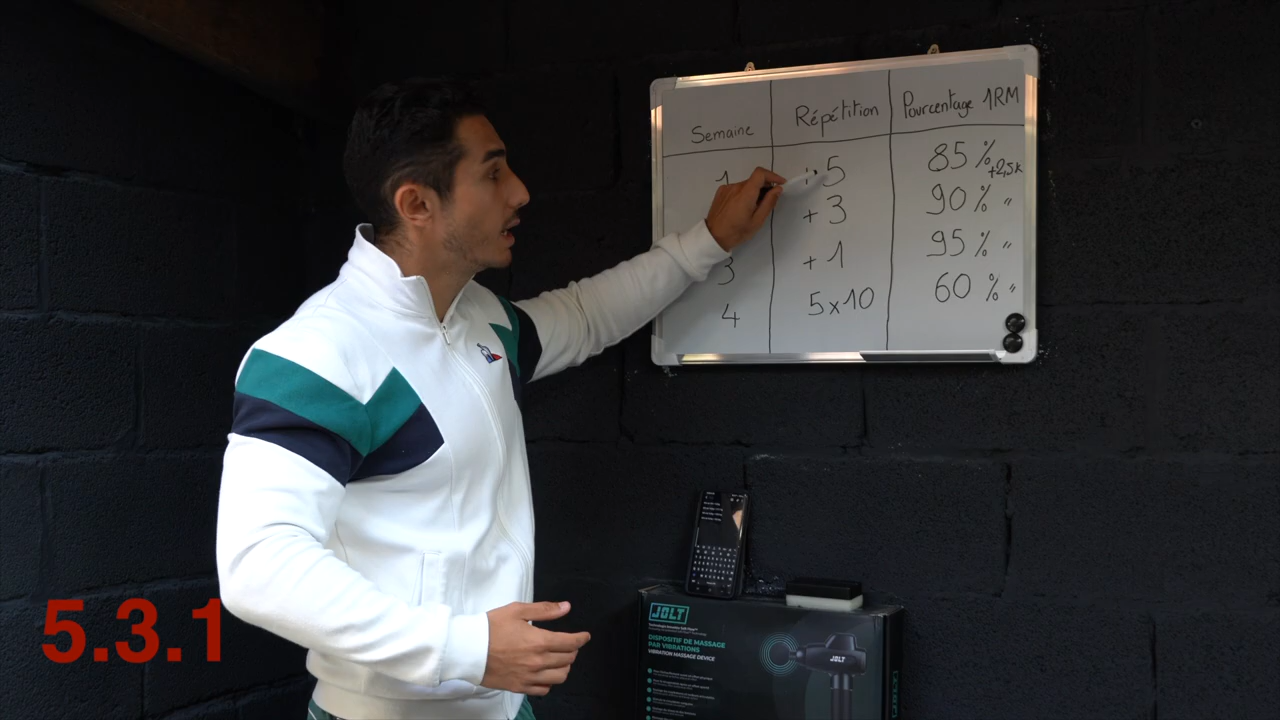 Semaine Répétition Pourcentage 1RM
1 + 5 85 % +2,5k
+ 3 90 % "
3 + 1 95 % "
4 5x10 60 % "
5.3.1
JOLT
DISPOSITIF DE MASSAGE
PAR VIBRATIONS
VIBRATION MASSAGE DEVICE
JOLT